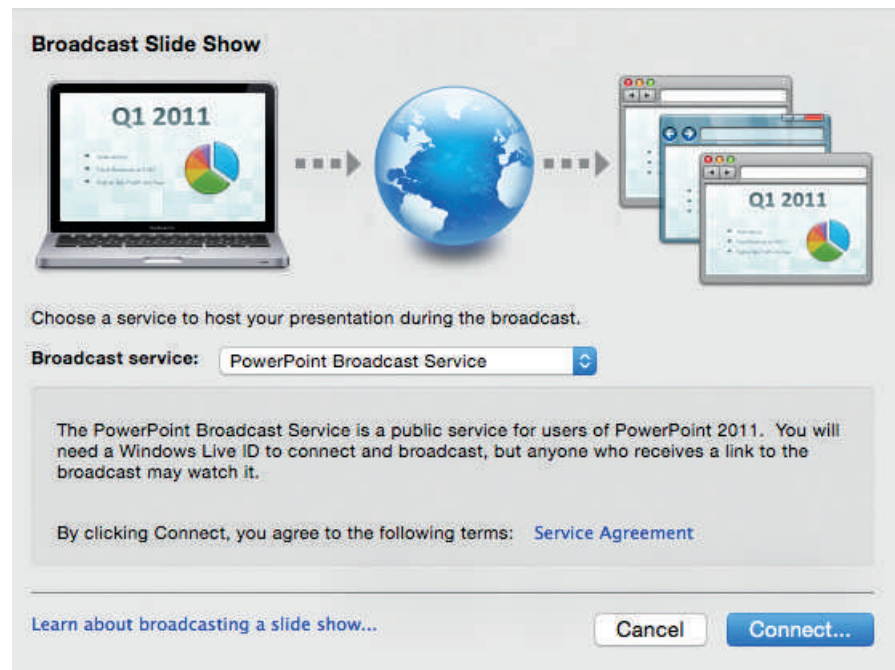 Broadcast Slide Show
Q1 2011
Q1 2011
Choose a service to host your presentation during the broadcast.
Broadcast service: PowerPoint Broadcast Service
The PowerPoint Broadcast Service is a public service for users of PowerPoint 2011. You will
need a Windows Live ID to connect and broadcast, but anyone who receives a link to the
broadcast may watch it.
By clicking Connect, you agree to the following terms: Service Agreement
Learn about broadcasting a slide show...
Cancel
Connect...